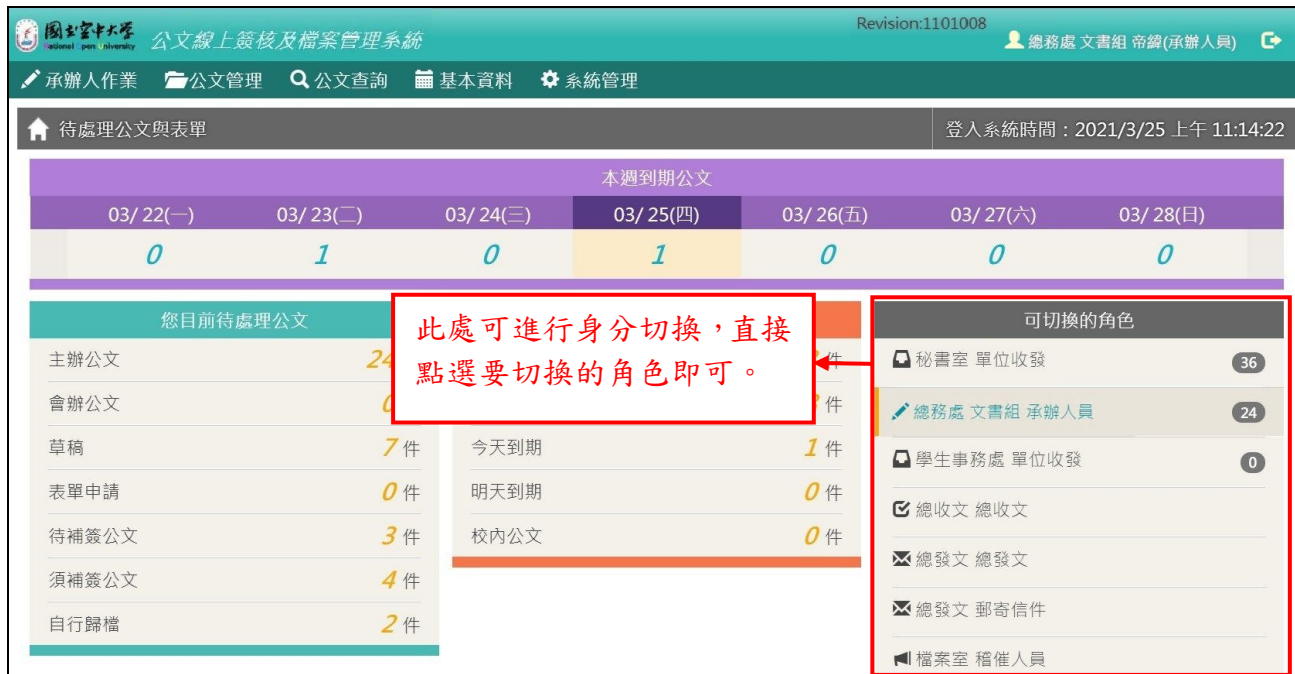 國立空中大學
National Open University
公文線上簽核及檔案管理系統
Revision:1101008
總務處 文書組 帝緯(承辦人員)
承辦人作業 公文管理 公文查詢 基本資料 系統管理
待處理公文與表單
登入系統時間：2021/3/25 上午 11:14:22
本週到期公文
03/ 22(一) 03/ 23(二) 03/ 24(三) 03/ 25(四) 03/ 26(五) 03/ 27(六) 03/ 28(日)
0 1 0 1 0 0 0
您目前待處理公文
主辦公文 24
會辦公文
草稿 7 件
表單申請 0 件
待補簽公文 3 件
須補簽公文 4 件
自行歸檔 2 件
此處可進行身分切換，直接
點選要切換的角色即可。
件
件
今天到期 1 件
明天到期 0 件
校內公文 0 件
可切換的角色
秘書室 單位收發 36
總務處 文書組 承辦人員 24
學生事務處 單位收發 0
總收文 總收文
總發文 總發文
總發文 郵寄信件
檔案室 稽催人員